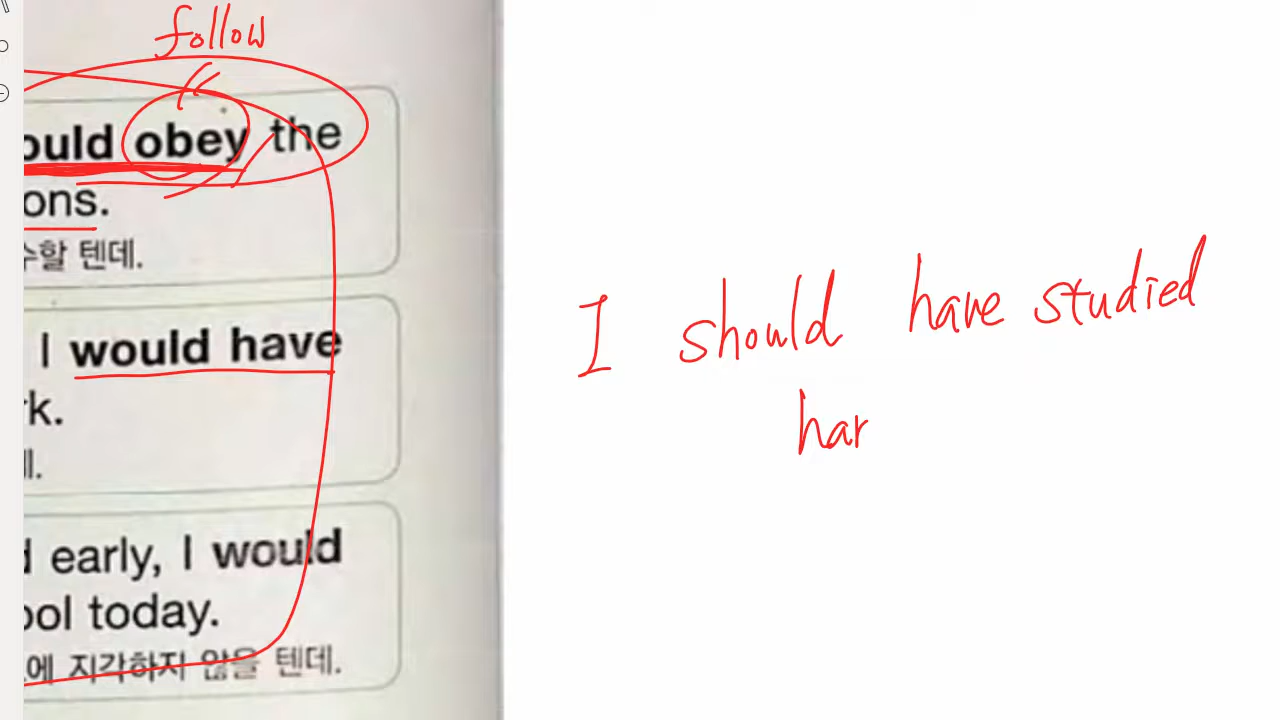 follow
ould obey the
ons.
수할 텐데.
I would have
rk.
d early, I would
ool today.
에 지각하지 않을 텐데.
I should have studied
har